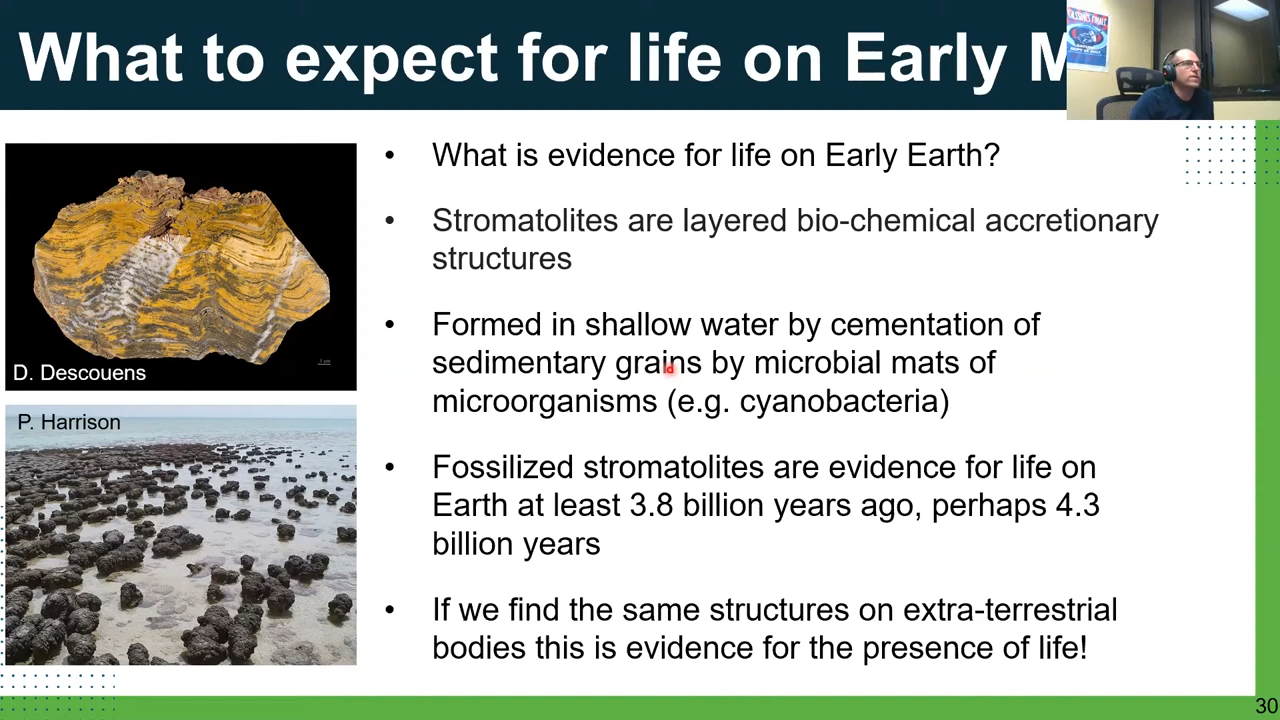 What to expect for life on Early M
• What is evidence for life on Early Earth?
• Stromatolites are layered bio-chemical accretionary
structures
• Formed in shallow water by cementation of
sedimentary grains by microbial mats of
microorganisms (e.g. cyanobacteria)
• Fossilized stromatolites are evidence for life on
Earth at least 3.8 billion years ago, perhaps 4.3
billion years
• If we find the same structures on extra-terrestrial
bodies this is evidence for the presence of life!
D. Descouens
P. Harrison
30